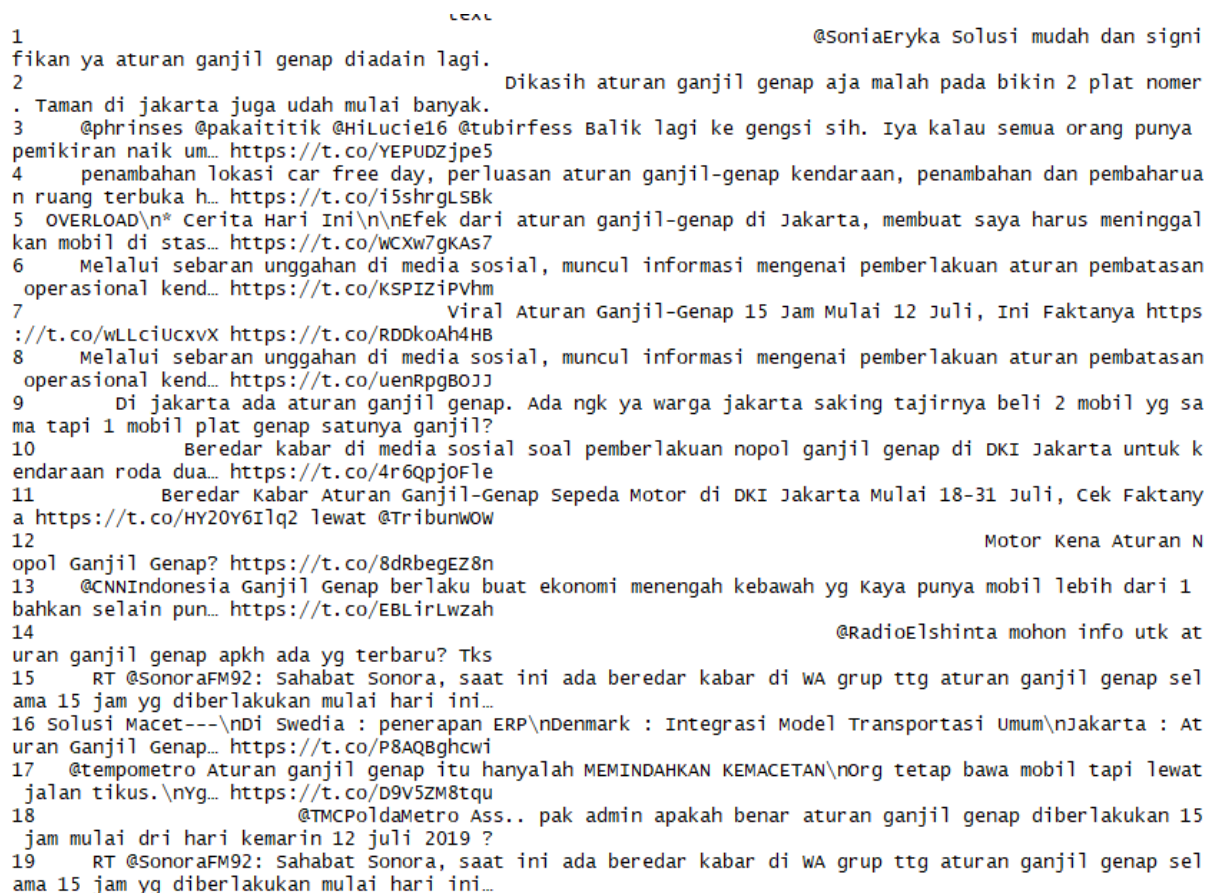 text
1 @SoniaEryka Solusi mudah dan signi
fikan ya aturan ganjil genap diadain lagi.
2 Dikasih aturan ganjil genap aja malah pada bikin 2 plat nomer
. Taman di jakarta juga udah mulai banyak.
3 @phrinses @pakaititik @HiLucie16 @tubirfess Balik lagi ke gengsi sih. Iya kalau semua orang punya
pemikiran naik um… https://t.co/YEPUDZjpe5
4 penambahan lokasi car free day, perluasan aturan ganjil-genap kendaraan, penambahan dan pembaharua
n ruang terbuka h… https://t.co/i5shrgLSBk
5 OVERLOAD\n* Cerita Hari Ini\n\nEfek dari aturan ganjil-genap di Jakarta, membuat saya harus meninggal
kan mobil di stas… https://t.co/WCXw7gKAs7
6 Melalui sebaran unggahan di media sosial, muncul informasi mengenai pemberlakuan aturan pembatasan
operasional kend… https://t.co/KSPIZiPVhm
7 Viral Aturan Ganjil-Genap 15 Jam Mulai 12 Juli, Ini Faktanya https
://t.co/wLLciUcxvX https://t.co/RDDkoAh4HB
8 Melalui sebaran unggahan di media sosial, muncul informasi mengenai pemberlakuan aturan pembatasan
operasional kend… https://t.co/uenRpgBOJJ
9 Di jakarta ada aturan ganjil genap. Ada ngk ya warga jakarta saking tajirnya beli 2 mobil yg sa
ma tapi 1 mobil plat genap satunya ganjil?
10 Beredar kabar di media sosial soal pemberlakuan nopol ganjil genap di DKI Jakarta untuk k
endaraan roda dua… https://t.co/4r6QpjOFle
11 Beredar Kabar Aturan Ganjil-Genap Sepeda Motor di DKI Jakarta Mulai 18-31 Juli, Cek Faktany
a https://t.co/HY2OY6Ilq2 lewat @TribunWOW
12 Motor Kena Aturan N
opol Ganjil Genap? https://t.co/8dRbegEZ8n
13 @CNNIndonesia Ganjil Genap berlaku buat ekonomi menengah kebawah yg Kaya punya mobil lebih dari 1
bahkan selain pun… https://t.co/EBLirLwzah
14 @RadioElshinta mohon info utk at
uran ganjil genap apkh ada yg terbaru? Tks
15 RT @SonoraFM92: Sahabat Sonora, saat ini ada beredar kabar di WA grup ttg aturan ganjil genap sel
ama 15 jam yg diberlakukan mulai hari ini…
16 Solusi Macet---\nDi Swedia : penerapan ERP\nDenmark : Integrasi Model Transportasi Umum\nJakarta : At
uran Ganjil Genap… https://t.co/P8AQBghcwi
17 @tempometro Aturan ganjil genap itu hanyalah MEMINDAHKAN KEMACETAN\nOrg tetap bawa mobil tapi lewat
jalan tikus.\nYg… https://t.co/D9V5ZM8tqu
18 @TMCPoldaMetro Ass.. pak admin apakah benar aturan ganjil genap diberlakukan 15
jam mulai dri hari kemarin 12 juli 2019 ?
19 RT @SonoraFM92: Sahabat Sonora, saat ini ada beredar kabar di WA grup ttg aturan ganjil genap sel
ama 15 jam yg diberlakukan mulai hari ini…